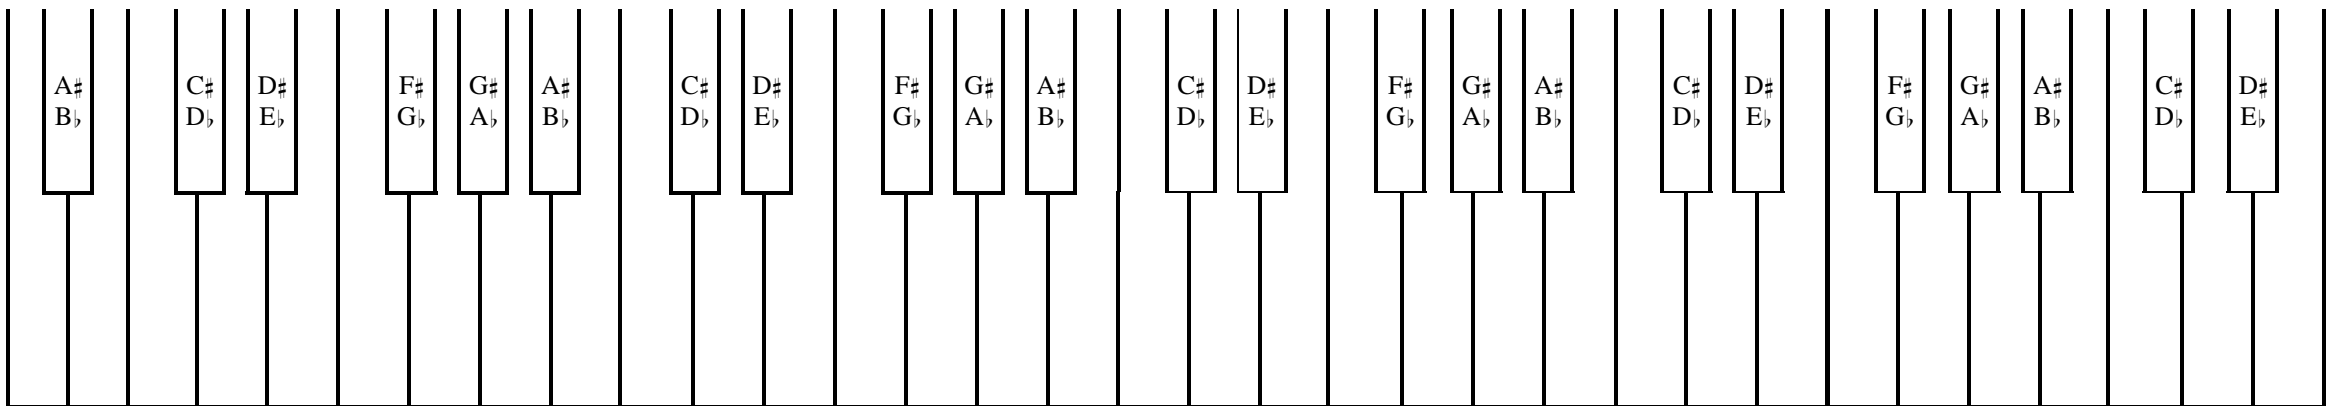 A♯ C♯ D♯ F♯ G♯ A♯ C♯ D♯ F♯ G♯ A♯ C♯ D♯ F♯ G♯ A♯ C♯ D♯ F♯ G♯ A♯ C♯ D♯
B♭ D♭ E♭ G♭ A♭ B♭ D♭ E♭ G♭ A♭ B♭ D♭ E♭ G♭ A♭ B♭ D♭ E♭ G♭ A♭ B♭ D♭ E♭